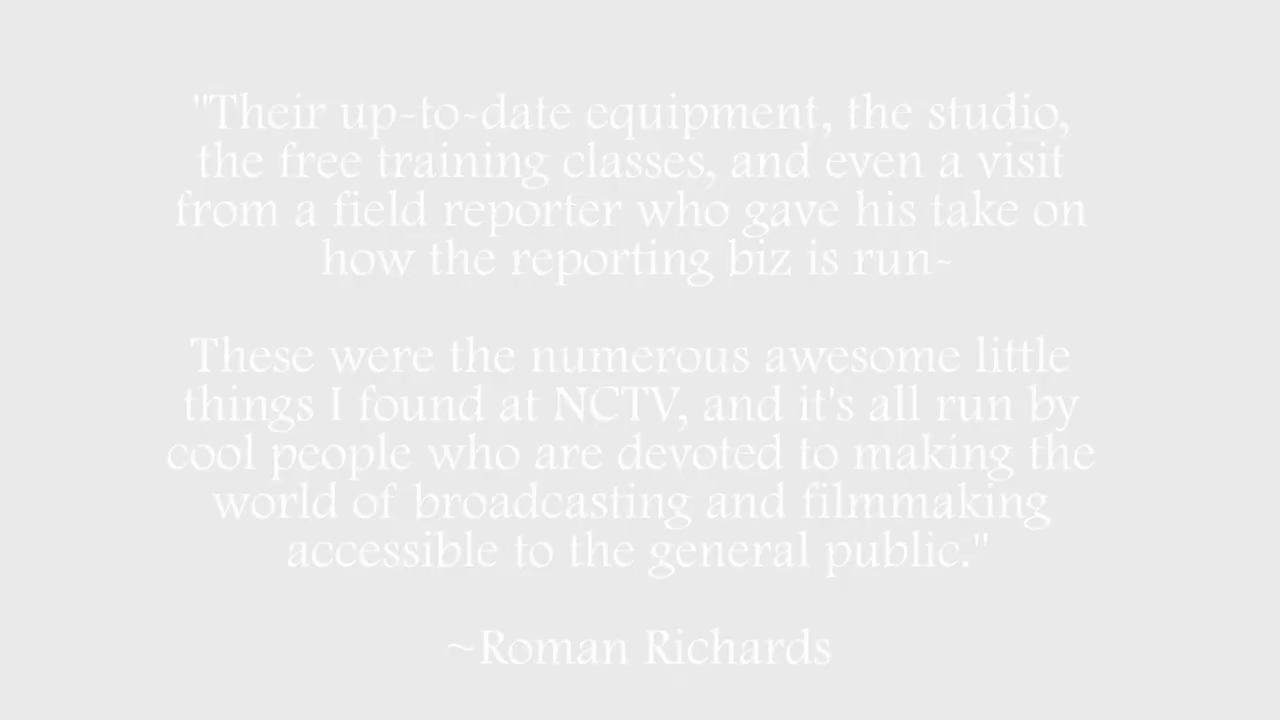 "Their up-to-date equipment, the studio,
the free training classes, and even a visit
from a field reporter who gave his take on
how the reporting biz is run-
These were the numerous awesome little
things I found at NCTV, and it's all run by
cool people who are devoted to making the
world of broadcasting and filmmaking
accessible to the general public."
~Roman Richards